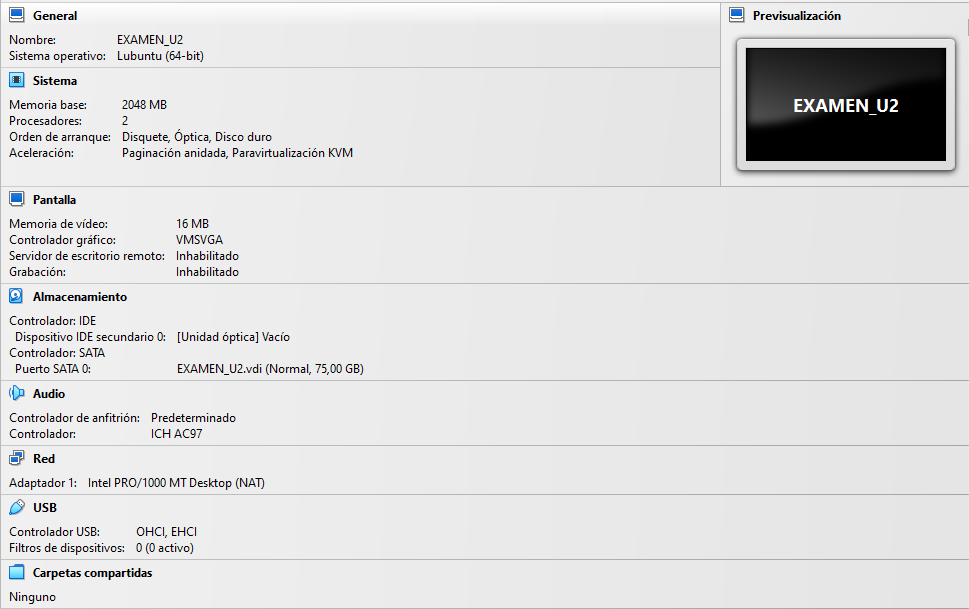 General
Nombre: EXAMEN_U2
Sistema operativo: Lubuntu (64-bit)
Sistema
Memoria base: 2048 MB
Procesadores: 2
Orden de arranque: Disquete, Óptica, Disco duro
Aceleración: Paginación anidada, Paravirtualización KVM
Previsualización
EXAMEN_U2
Pantalla
Memoria de vídeo: 16 MB
Controlador gráfico: VMSVGA
Servidor de escritorio remoto: Inhabilitado
Grabación: Inhabilitado
Almacenamiento
Controlador: IDE
Dispositivo IDE secundario 0: [Unidad óptica] Vacío
Controlador: SATA
Puerto SATA 0: EXAMEN_U2.vdi (Normal, 75,00 GB)
Audio
Controlador de anfitrión: Predeterminado
Controlador: ICH AC97
Red
Adaptador 1: Intel PRO/1000 MT Desktop (NAT)
USB
Controlador USB: OHCI, EHCI
Filtros de dispositivos: 0 (0 activo)
Carpetas compartidas
Ninguno